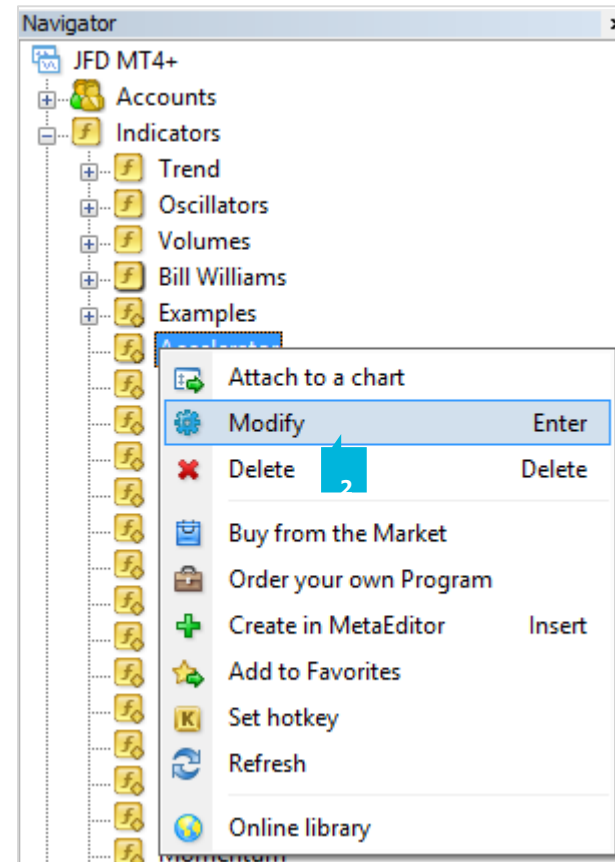 Navigator
JFD MT4+
Accounts
Indicators
Trend
Oscillators
Volumes
Bill Williams
Examples
Accelerator
Attach to a chart
Modify Enter
Delete 2 Delete
Buy from the Market
Order your own Program
Create in MetaEditor Insert
Add to Favorites
Set hotkey
Refresh
Online library
Momentum